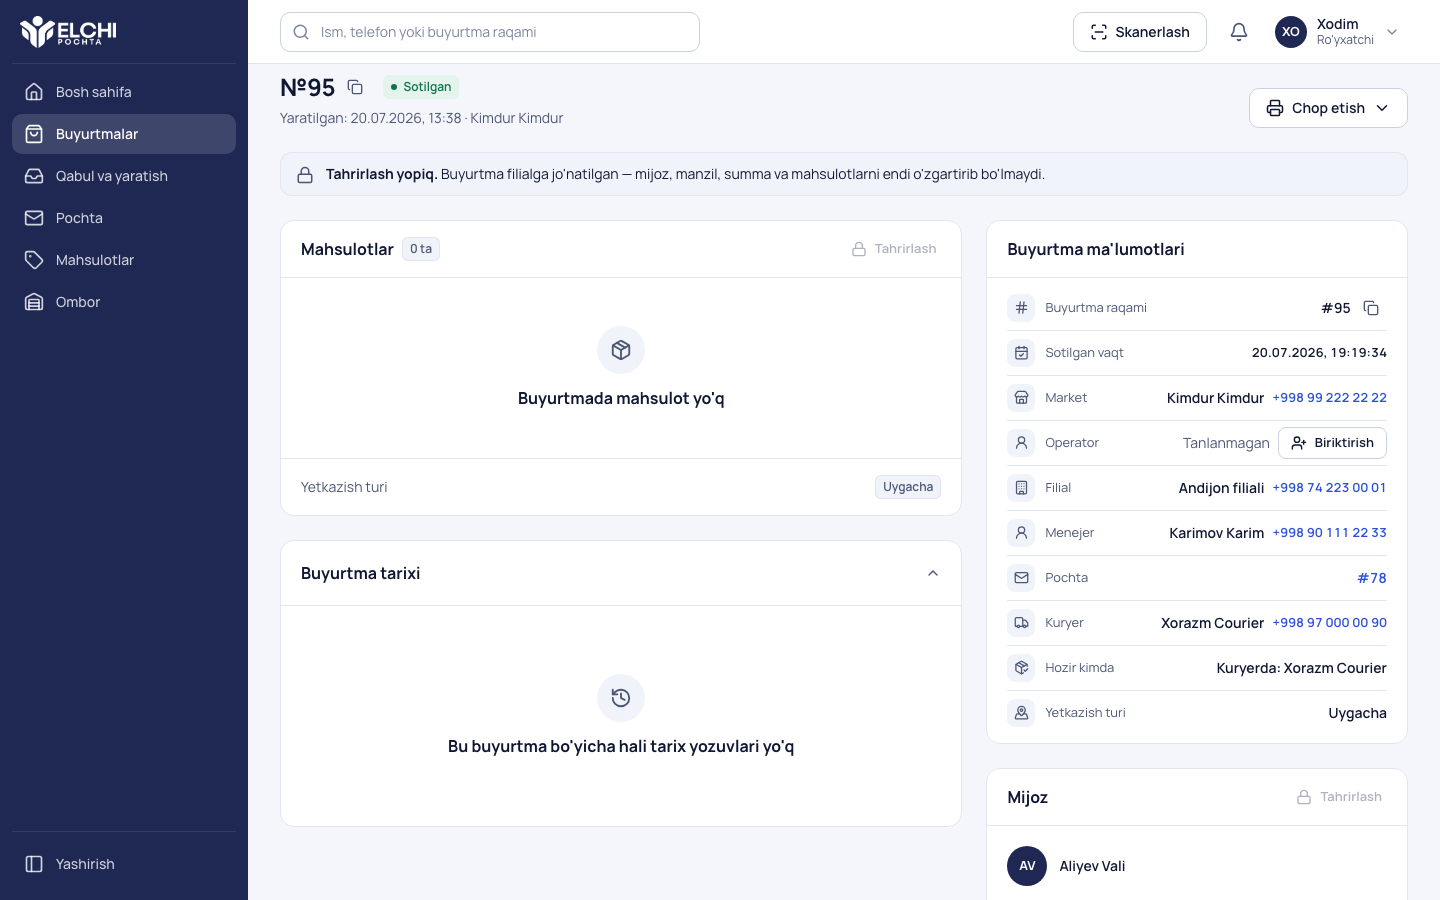 ELCHI
POCHTA
Ism, telefon yoki buyurtma raqami
Skanerlash
XO
Xodim
Ro'yxatchi
Bosh sahifa
Buyurtmalar
Qabul va yaratish
Pochta
Mahsulotlar
Ombor
Yashirish
№95
Sotilgan
Yaratilgan: 20.07.2026, 13:38 · Kimdur Kimdur
Chop etish
Tahrirlash yopiq. Buyurtma filialga jo'natilgan — mijoz, manzil, summa va mahsulotlarni endi o'zgartirib bo'lmaydi.
Mahsulotlar
0 ta
Tahrirlash
Buyurtmada mahsulot yo'q
Yetkazish turi
Uygacha
Buyurtma tarixi
Bu buyurtma bo'yicha hali tarix yozuvlari yo'q
Buyurtma ma'lumotlari
Buyurtma raqami
#95
Sotilgan vaqt
20.07.2026, 19:19:34
Market
Kimdur Kimdur +998 99 222 22 22
Operator
Tanlanmagan
Biriktirish
Filial
Andijon filiali +998 74 223 00 01
Menejer
Karimov Karim +998 90 111 22 33
Pochta
#78
Kuryer
Xorazm Courier +998 97 000 00 90
Hozir kimda
Kuryerda: Xorazm Courier
Yetkazish turi
Uygacha
Mijoz
Tahrirlash
AV
Aliyev Vali